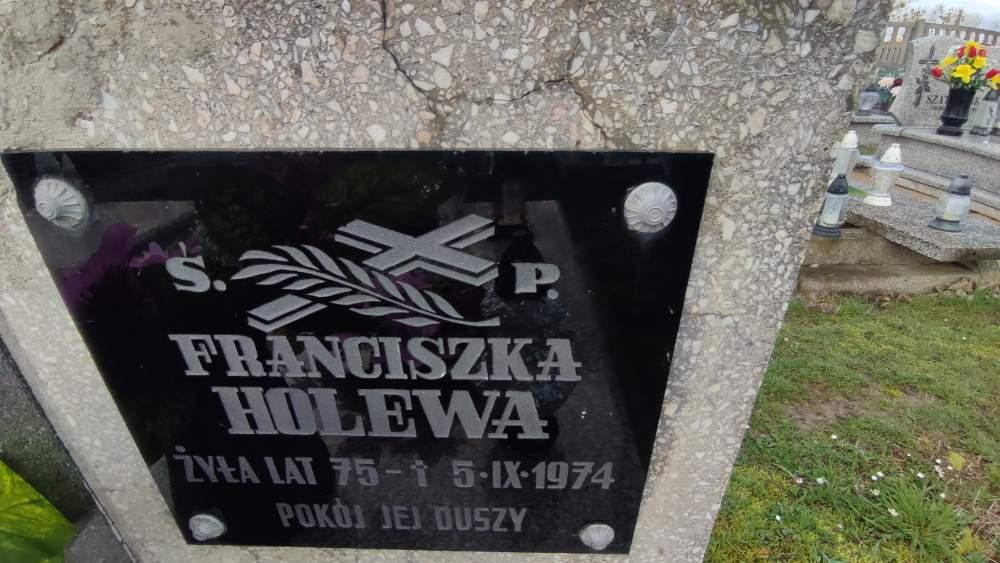 Ś. P.
FRANCISZKA
HOLEWA
ŻYŁA LAT 75 - † 5·IX·1974
POKÓJ JEJ DUSZY